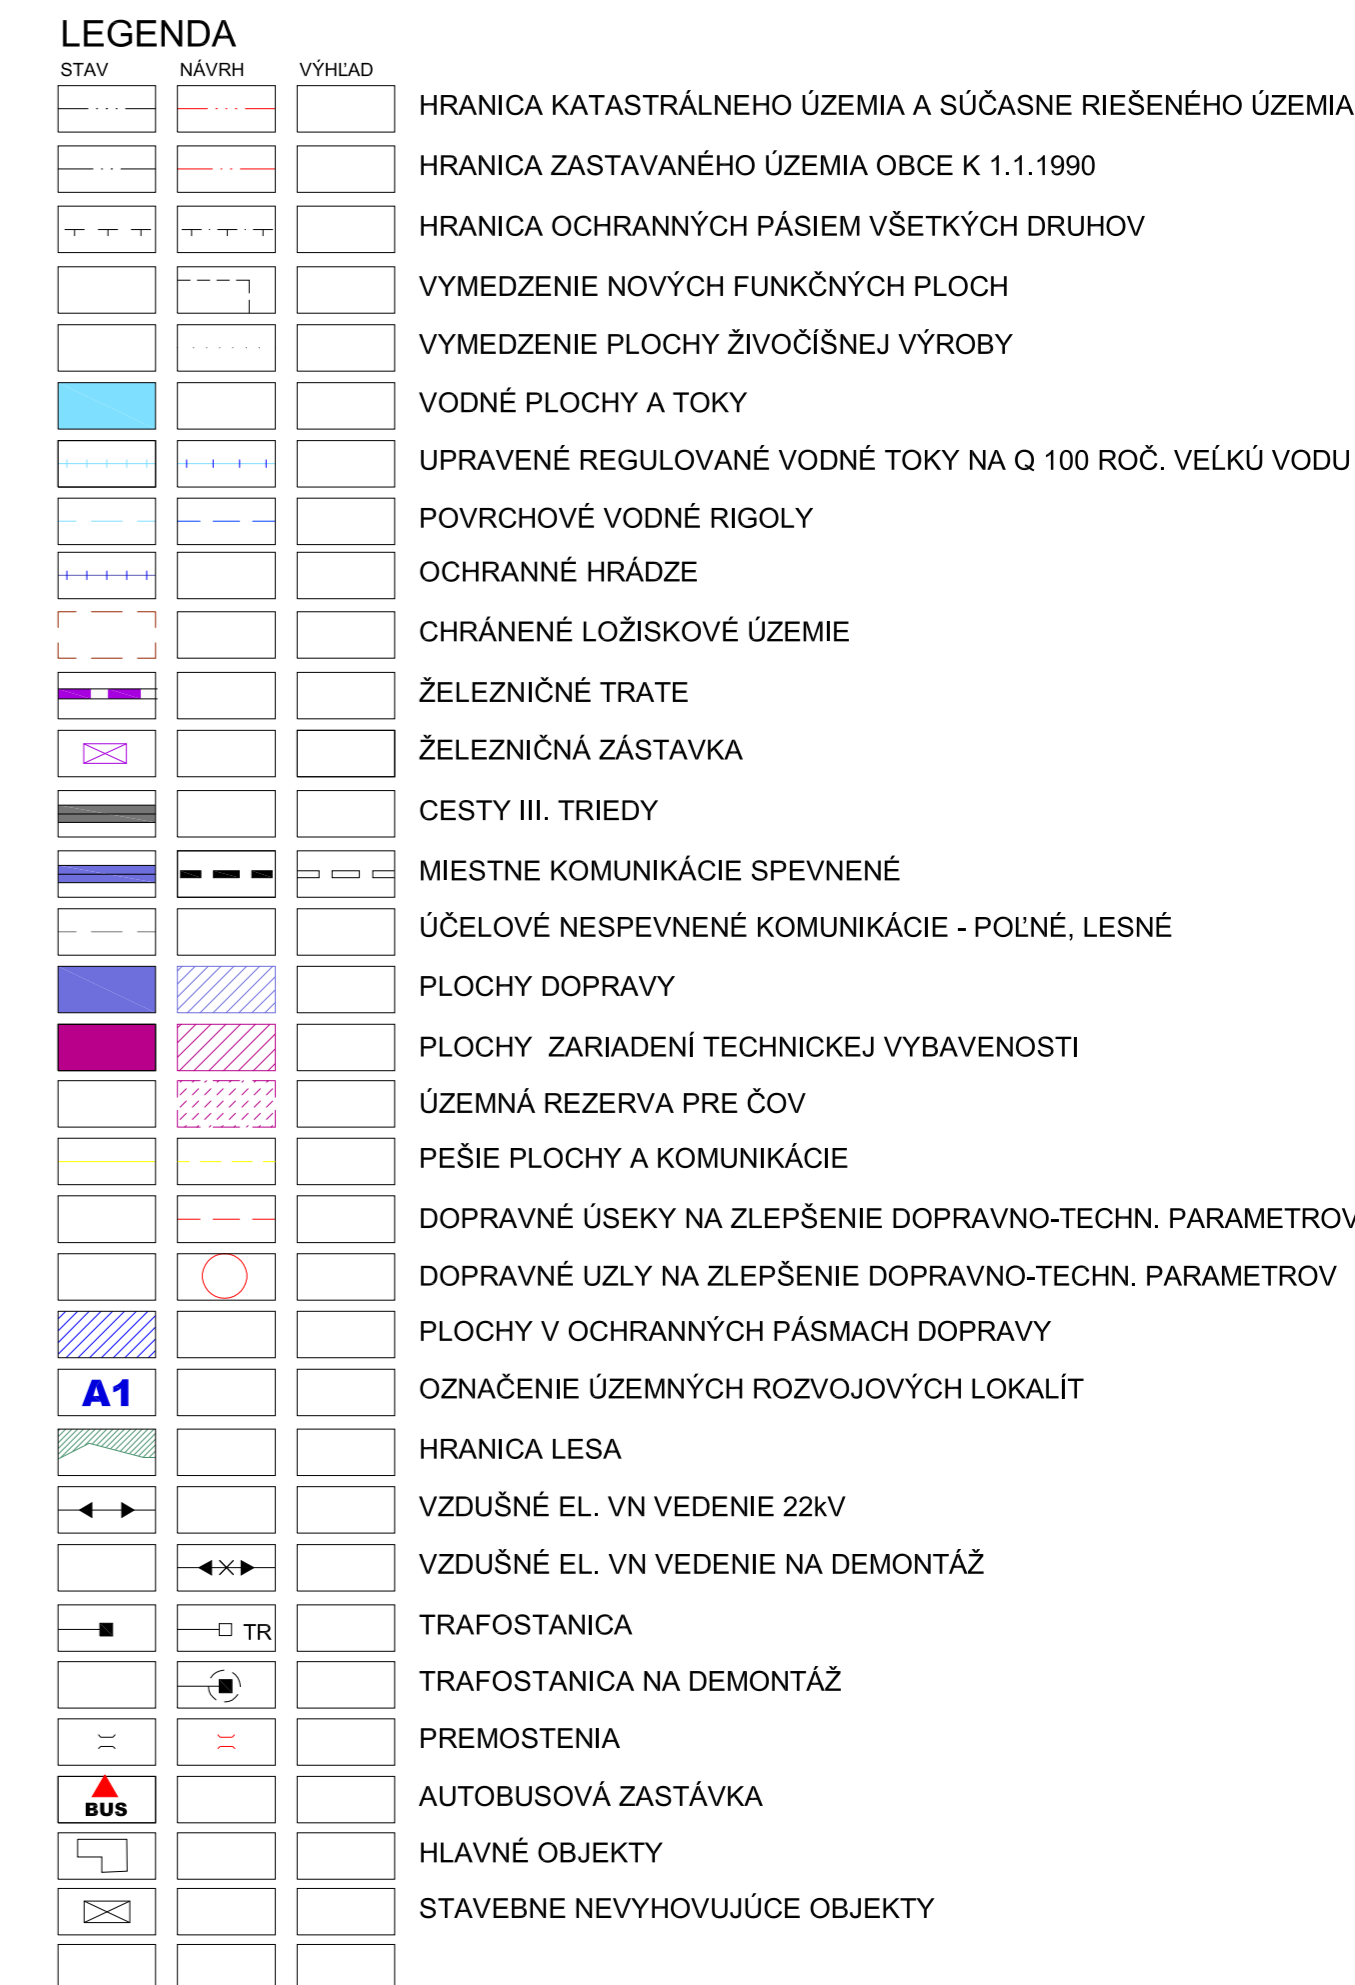 LEGENDA
STAV NÁVRH VÝHĽAD
HRANICA KATASTRÁLNEHO ÚZEMIA A SÚČASNE RIEŠENÉHO ÚZEMIA
HRANICA ZASTAVANÉHO ÚZEMIA OBCE K 1.1.1990
HRANICA OCHRANNÝCH PÁSIEM VŠETKÝCH DRUHOV
VYMEDZENIE NOVÝCH FUNKČNÝCH PLOCH
VYMEDZENIE PLOCHY ŽIVOČÍŠNEJ VÝROBY
VODNÉ PLOCHY A TOKY
UPRAVENÉ REGULOVANÉ VODNÉ TOKY NA Q 100 ROČ. VEĹKÚ VODU
POVRCHOVÉ VODNÉ RIGOLY
OCHRANNÉ HRÁDZE
CHRÁNENÉ LOŽISKOVÉ ÚZEMIE
ŽELEZNIČNÉ TRATE
ŽELEZNIČNÁ ZÁSTAVKA
CESTY III. TRIEDY
MIESTNE KOMUNIKÁCIE SPEVNENÉ
ÚČELOVÉ NESPEVNENÉ KOMUNIKÁCIE - POĽNÉ, LESNÉ
PLOCHY DOPRAVY
PLOCHY ZARIADENÍ TECHNICKEJ VYBAVENOSTI
ÚZEMNÁ REZERVA PRE ČOV
PEŠIE PLOCHY A KOMUNIKÁCIE
DOPRAVNÉ ÚSEKY NA ZLEPŠENIE DOPRAVNO-TECHN. PARAMETROV
DOPRAVNÉ UZLY NA ZLEPŠENIE DOPRAVNO-TECHN. PARAMETROV
PLOCHY V OCHRANNÝCH PÁSMACH DOPRAVY
A1 OZNAČENIE ÚZEMNÝCH ROZVOJOVÝCH LOKALÍT
HRANICA LESA
VZDUŠNÉ EL. VN VEDENIE 22kV
VZDUŠNÉ EL. VN VEDENIE NA DEMONTÁŽ
TR TRAFOSTANICA
TRAFOSTANICA NA DEMONTÁŽ
PREMOSTENIA
BUS AUTOBUSOVÁ ZASTÁVKA
HLAVNÉ OBJEKTY
STAVEBNE NEVYHOVUJÚCE OBJEKTY